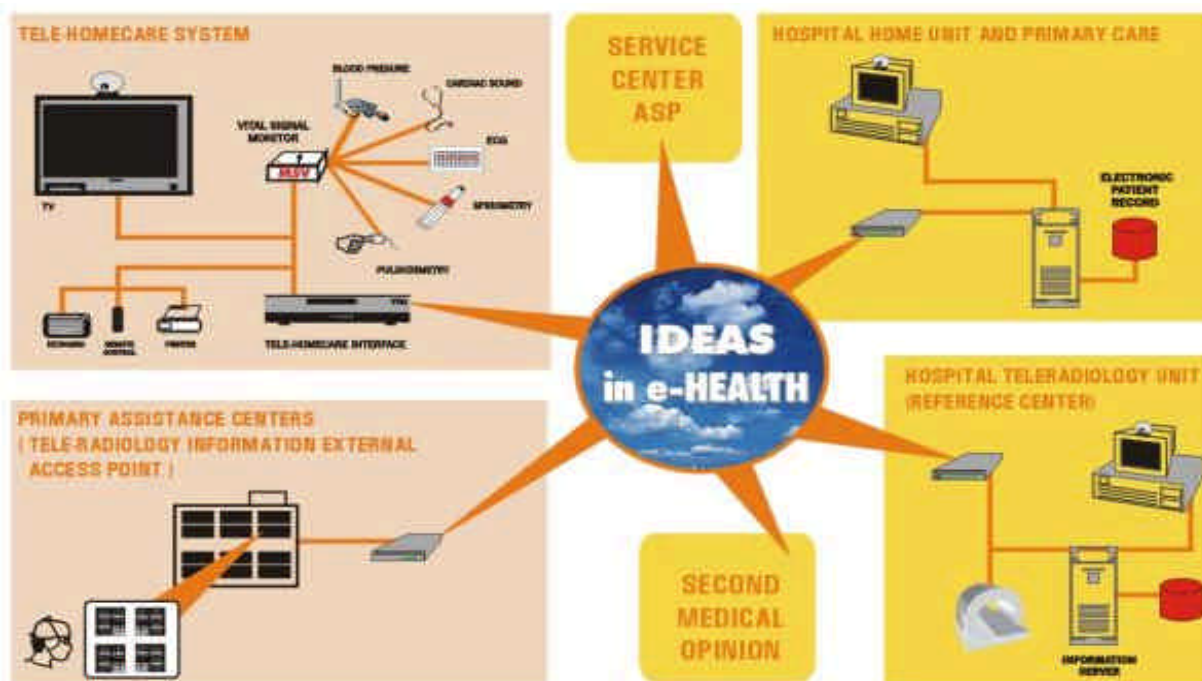 TELE-HOMECARE SYSTEM
BLOOD PRESURE
CARDIAC SOUND
VITAL SIGNAL
MONITOR
MSV
ECG
SPIROMETRY
PULSIOXIMETRY
TV
KEYBOARD
REMOTE
CONTROL
PRINTER
TELE-HOMECARE INTERFACE
SERVICE
CENTER
ASP
HOSPITAL HOME UNIT AND PRIMARY CARE
ELECTRONIC
PATIENT
RECORD
IDEAS
in e-HEALTH
PRIMARY ASSISTANCE CENTERS
( TELE-RADIOLOGY INFORMATION EXTERNAL
ACCESS POINT )
SECOND
MEDICAL
OPINION
HOSPITAL TELERADIOLOGY UNIT
(REFERENCE CENTER)
INFORMATION
SERVER